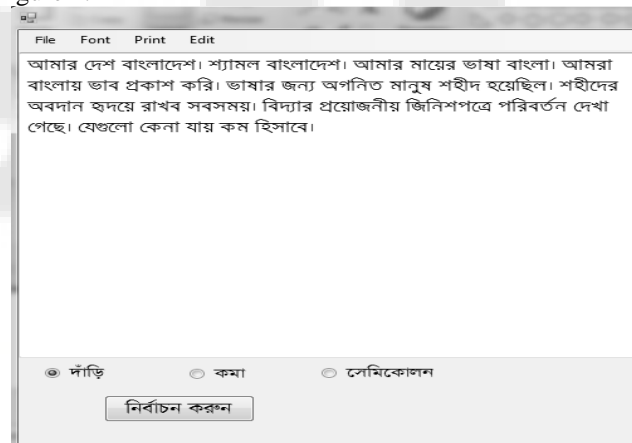 File Font Print Edit
আমার দেশ বাংলাদেশ। শ্যামল বাংলাদেশ। আমার মায়ের ভাষা বাংলা। আমরা
বাংলায় ভাব প্রকাশ করি। ভাষার জন্য অগনিত মানুষ শহীদ হয়েছিল। শহীদের
অবদান হৃদয়ে রাখব সবসময়। বিদ্যার প্রয়োজনীয় জিনিশপত্রে পরিবর্তন দেখা
গেছে। যেগুলো কেনা যায় কম হিসাবে।
দাঁড়ি কমা সেমিকোলন
নির্বাচন করুন